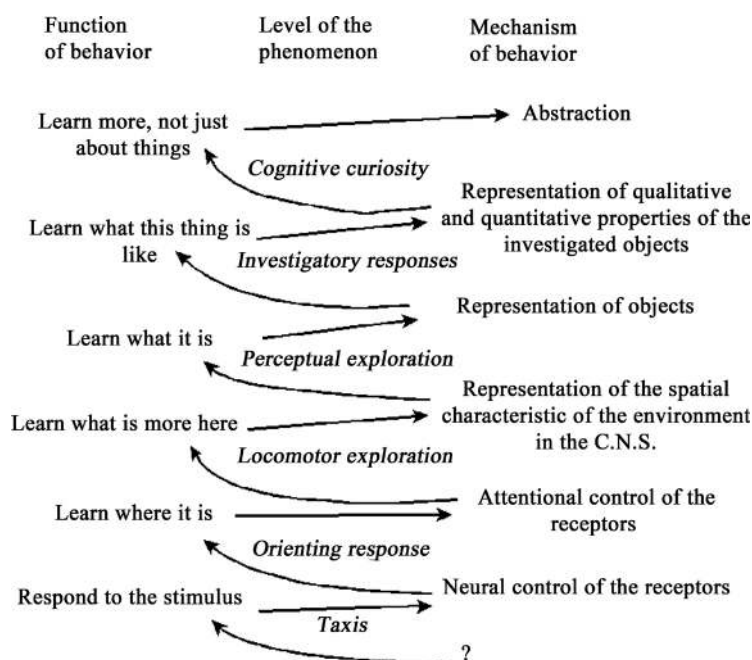 Function
of behavior
Level of the
phenomenon
Mechanism
of behavior
Learn more, not just
about things
Abstraction
Cognitive curiosity
Representation of qualitative
and quantitative properties of the
investigated objects
Learn what this thing is
like
Investigatory responses
Representation of objects
Learn what it is
Perceptual exploration
Representation of the spatial
characteristic of the environment
in the C.N.S.
Learn what is more here
Locomotor exploration
Attentional control of the
receptors
Learn where it is
Orienting response
Neural control of the receptors
Respond to the stimulus
Taxis
?